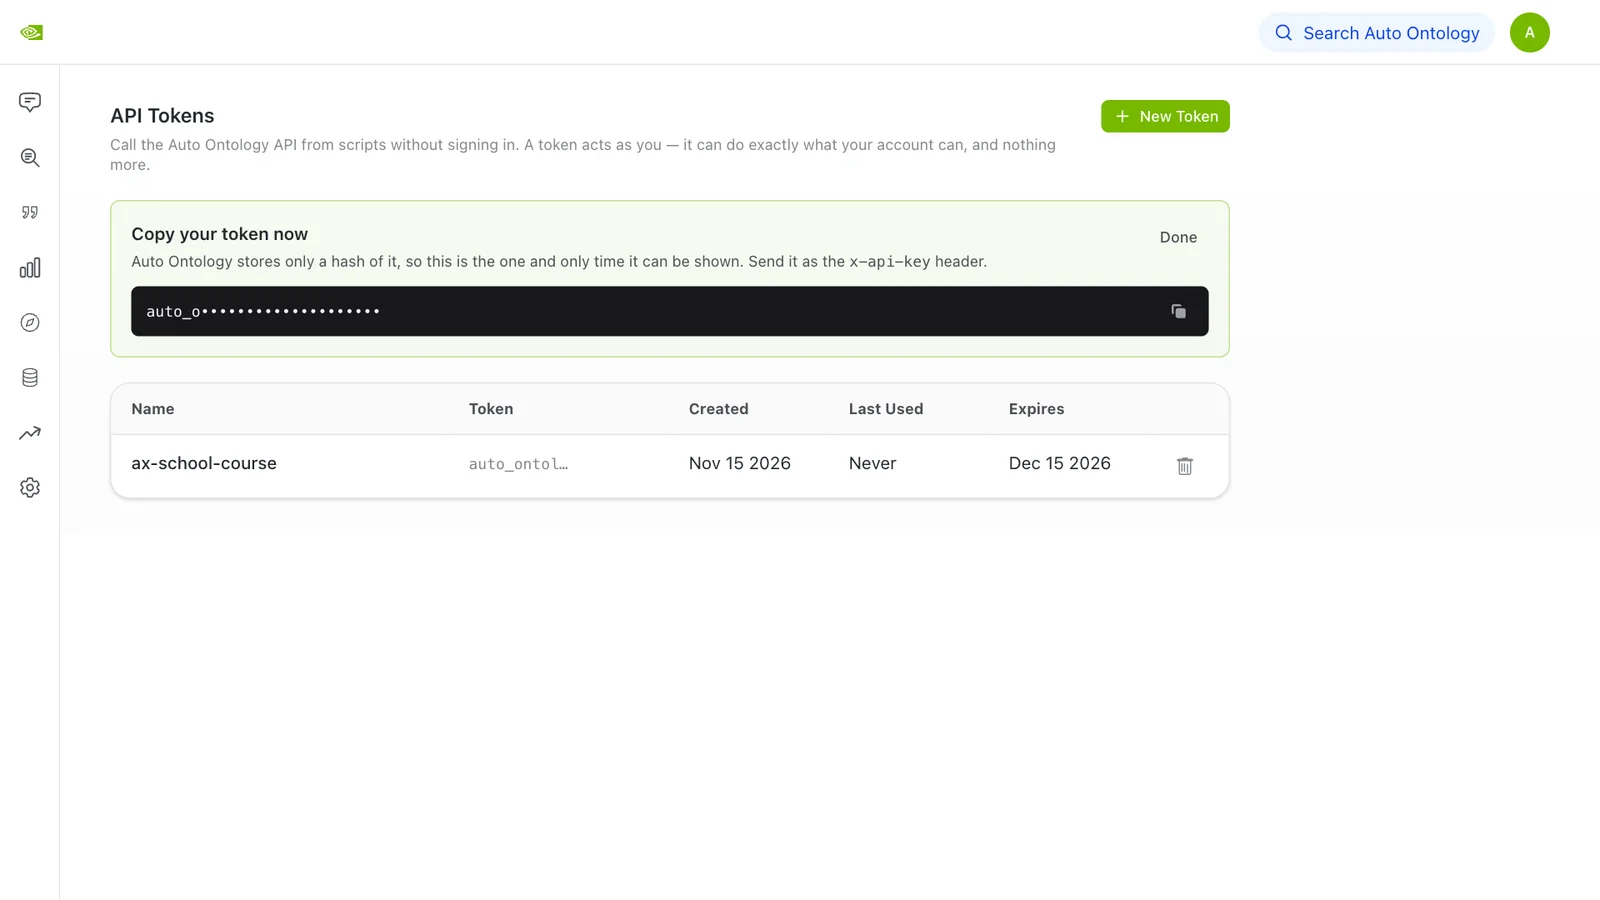 Search Auto Ontology
A
API Tokens
New Token
Call the Auto Ontology API from scripts without signing in. A token acts as you — it can do exactly what your account can, and nothing
more.
Copy your token now
Done
Auto Ontology stores only a hash of it, so this is the one and only time it can be shown. Send it as the x-api-key header.
auto_o••••••••••••••••••••
Name Token Created Last Used Expires
ax-school-course auto_ontol… Nov 15 2026 Never Dec 15 2026